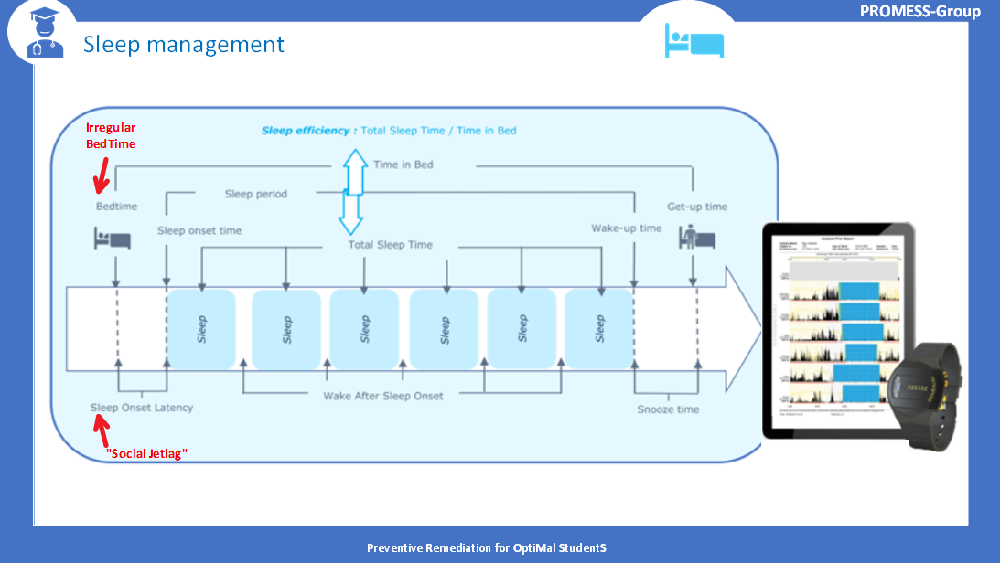 PROMESS-Group
Sleep management
Irregular
BedTime
Sleep efficiency : Total Sleep Time / Time in Bed
Time in Bed
Sleep period
Bedtime
Get-up time
Sleep onset time
Wake-up time
Total Sleep Time
Sleep
Sleep
Sleep
Sleep
Sleep
Sleep
Wake After Sleep Onset
Sleep Onset Latency
Snooze time
"Social Jetlag"
Preventive Remediation for OptiMal StudentS